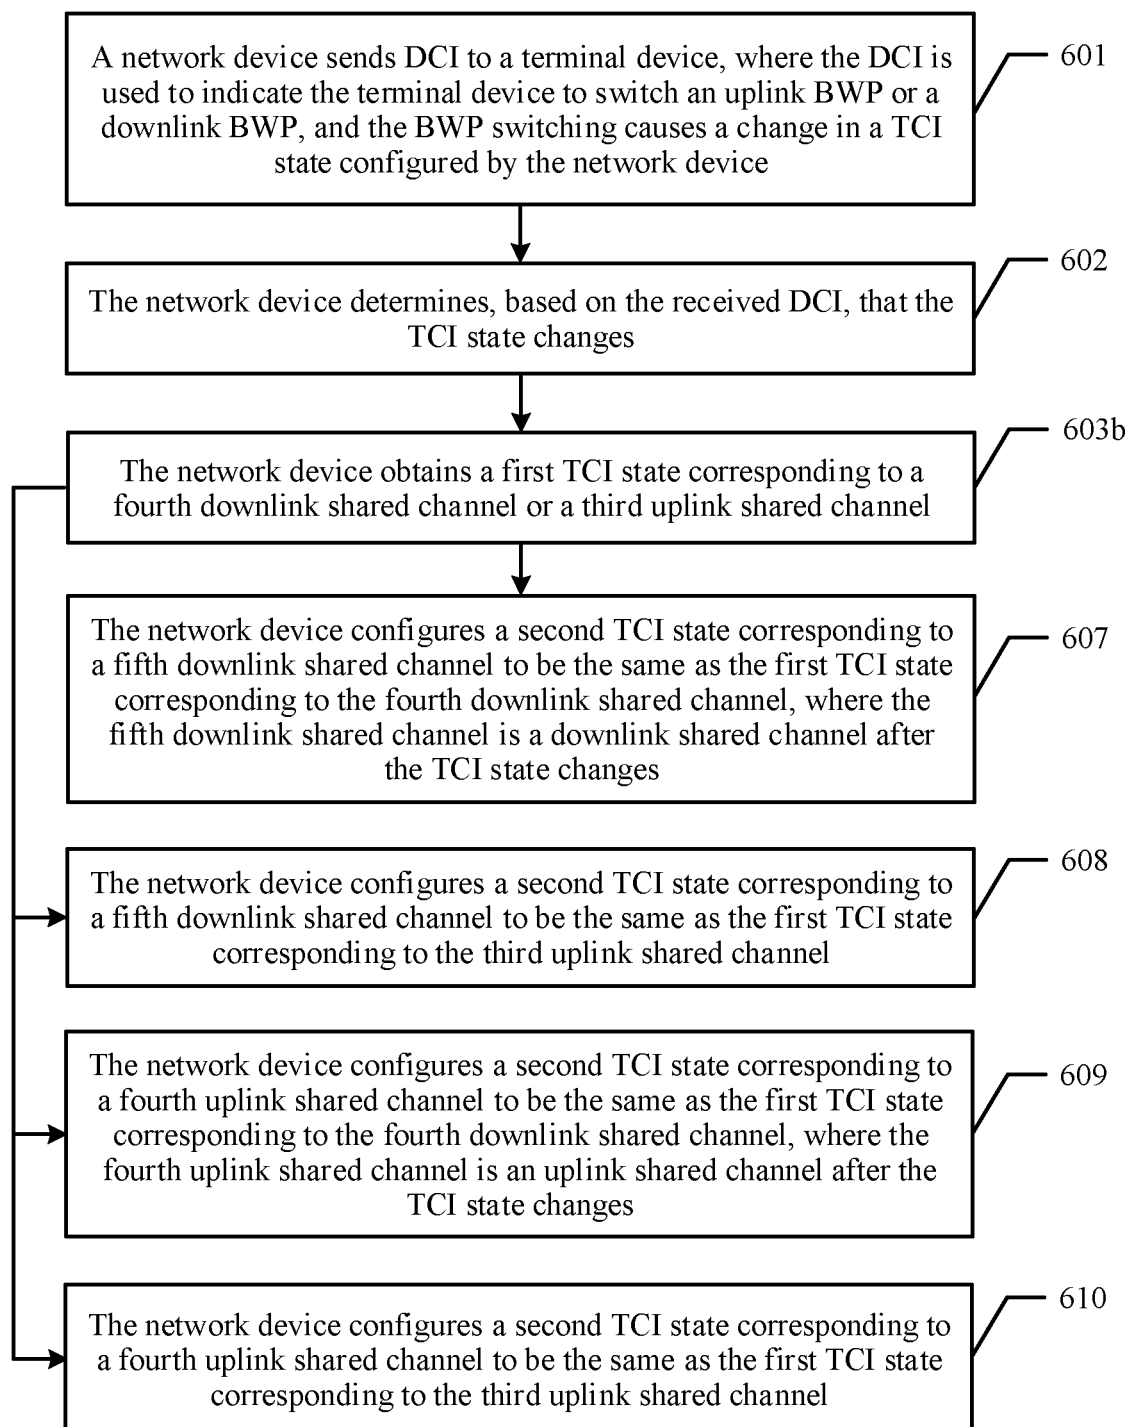 A network device sends DCI to a terminal device, where the DCI is
used to indicate the terminal device to switch an uplink BWP or a
downlink BWP, and the BWP switching causes a change in a TCI
state configured by the network device
601
The network device determines, based on the received DCI, that the
TCI state changes
602
The network device obtains a first TCI state corresponding to a
fourth downlink shared channel or a third uplink shared channel
603b
The network device configures a second TCI state corresponding to
a fifth downlink shared channel to be the same as the first TCI state
corresponding to the fourth downlink shared channel, where the
fifth downlink shared channel is a downlink shared channel after
the TCI state changes
607
The network device configures a second TCI state corresponding to
a fifth downlink shared channel to be the same as the first TCI state
corresponding to the third uplink shared channel
608
The network device configures a second TCI state corresponding to
a fourth uplink shared channel to be the same as the first TCI state
corresponding to the fourth downlink shared channel, where the
fourth uplink shared channel is an uplink shared channel after the
TCI state changes
609
The network device configures a second TCI state corresponding to
a fourth uplink shared channel to be the same as the first TCI state
corresponding to the third uplink shared channel
610